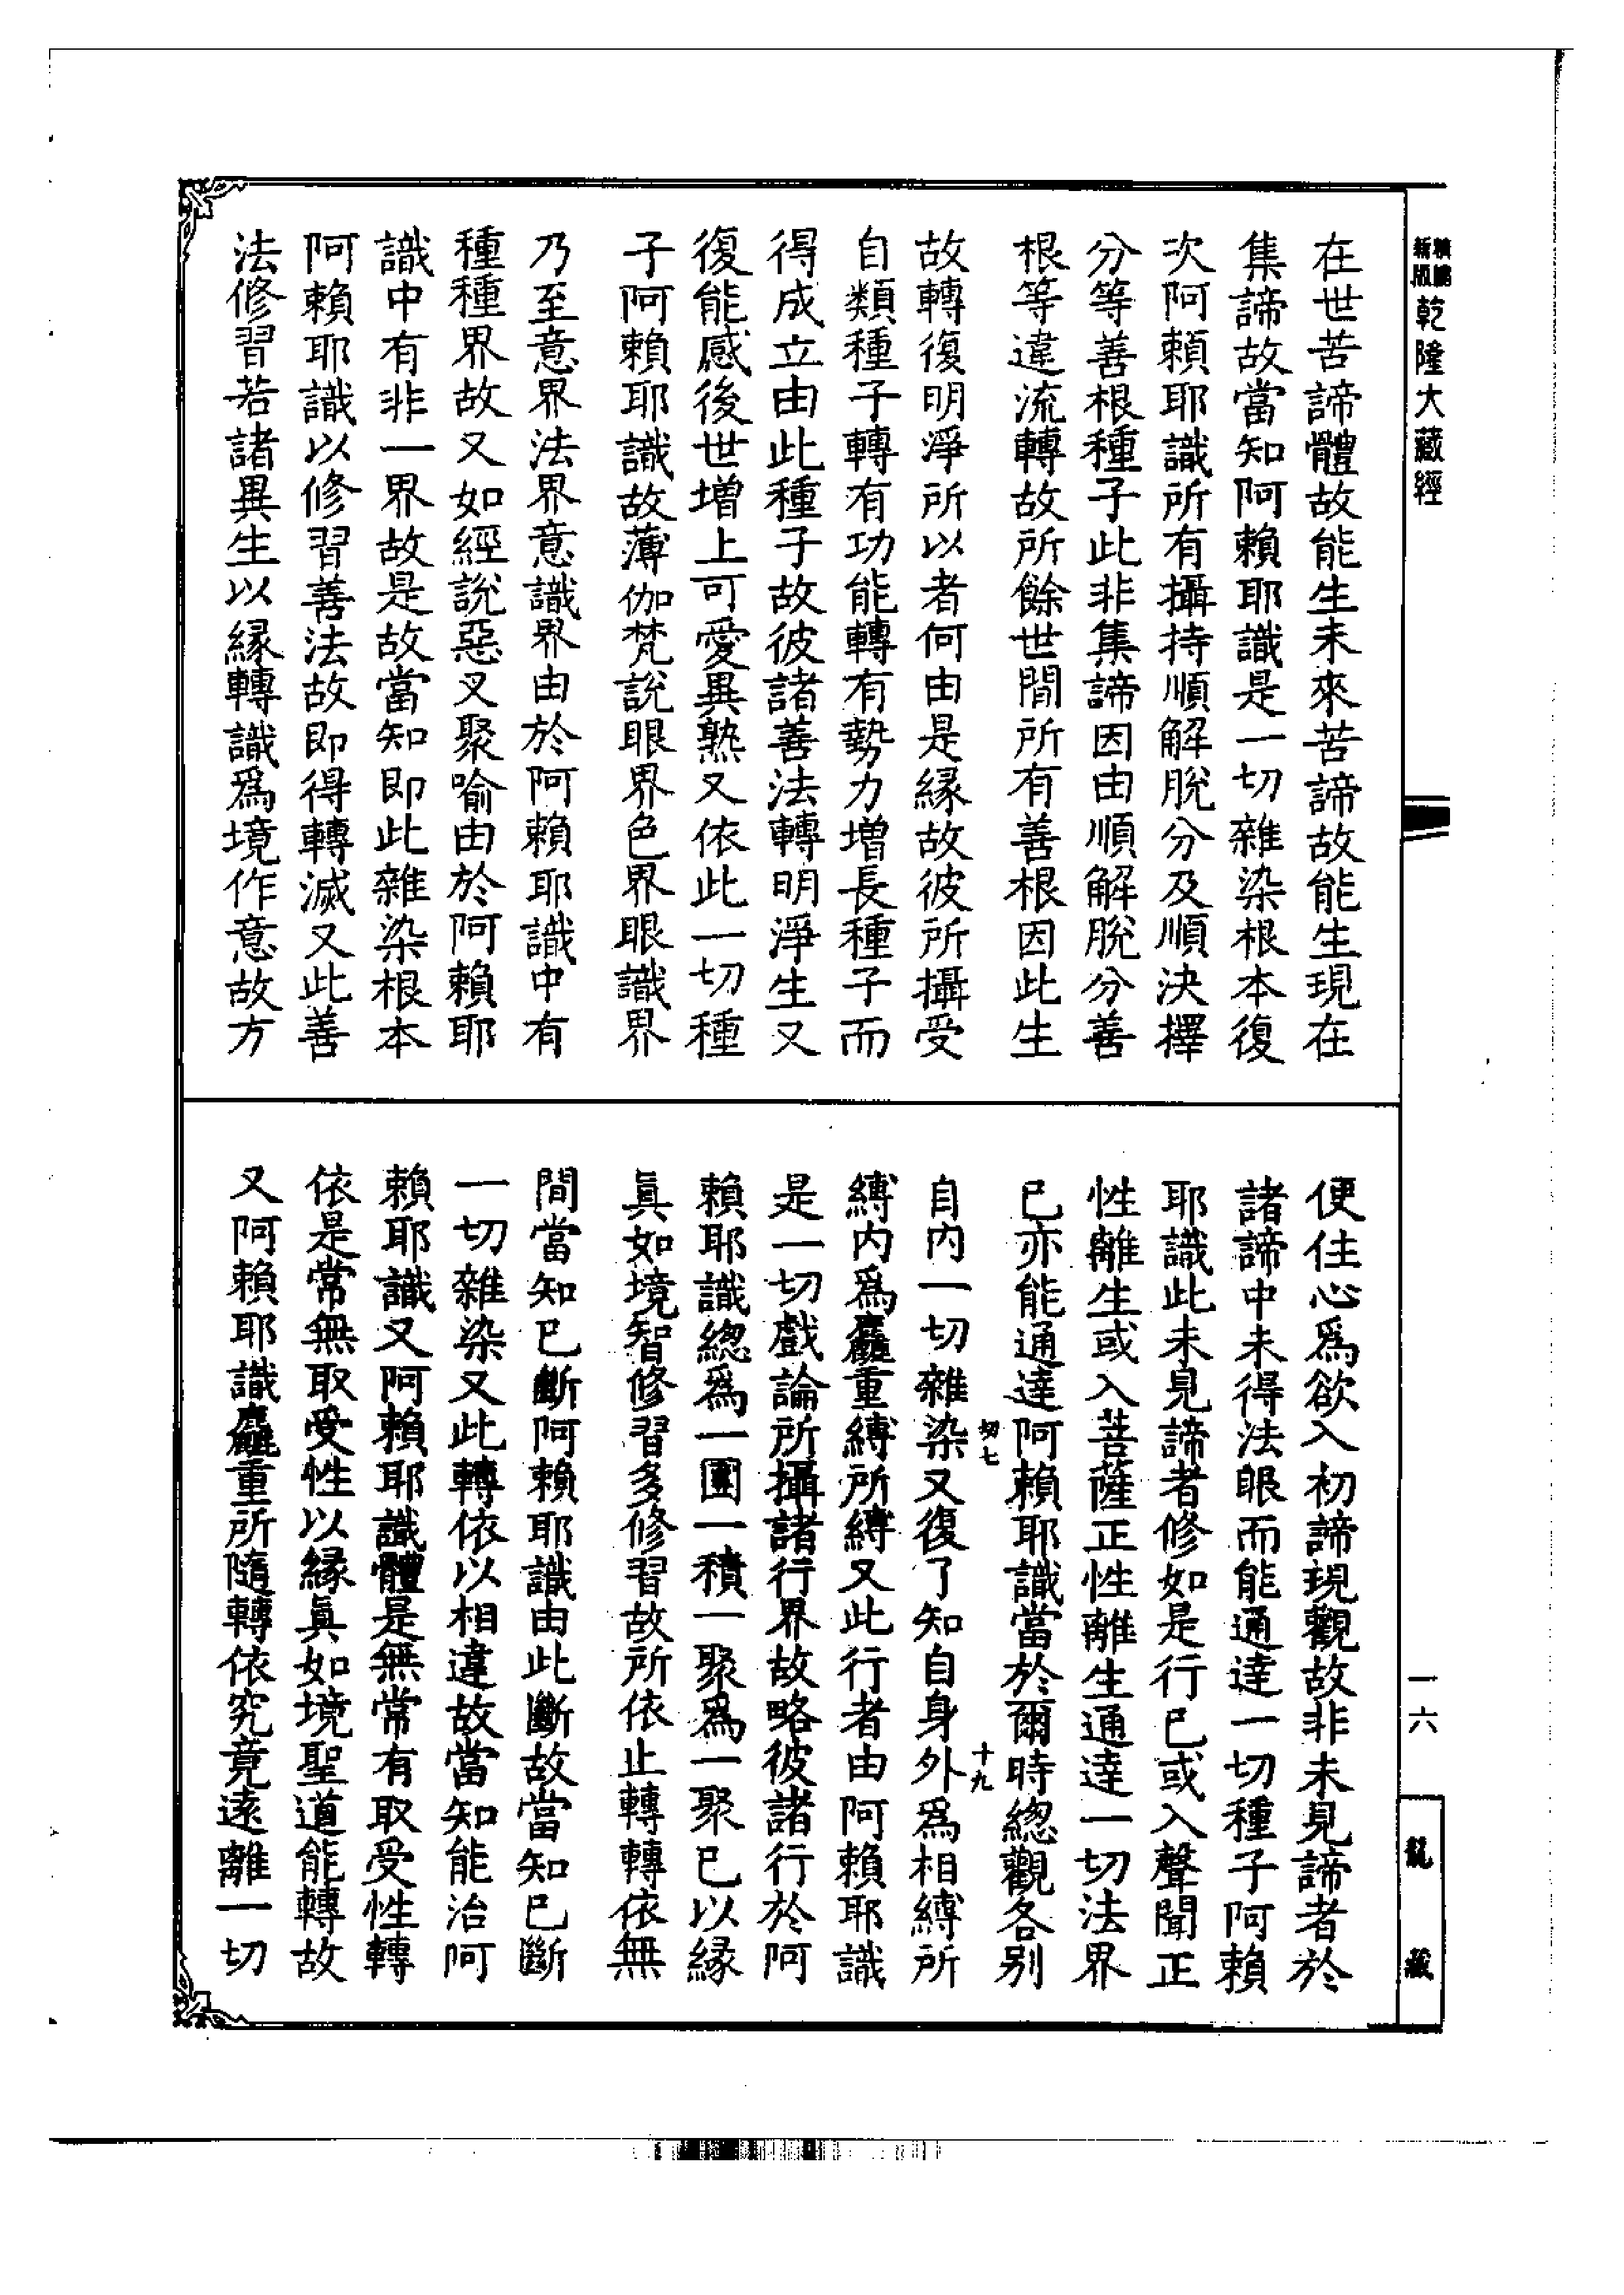 新版
乾隆大藏經
在世苦諦體故能生未來苦諦故能生現在
集諦故當知阿賴耶識是一切雜染根本復
次阿賴耶識所有攝持順解脫分及順決擇
分等善根種子此非集諦因由順解脫分善
根等違流轉故所餘世間所有善根因此生
故轉復明淨所以者何由是緣故彼所攝受
自類種子轉有功能轉有勢力增長種子而
得成立由此種子故彼諸善法轉明淨生又
復能感後世增上可愛異熟又依此一切種
子阿賴耶識故薄伽梵說眼界色界眼識界
乃至意界法界意識界由於阿賴耶識中有
種種界故又如經說惡叉聚喻由於阿賴耶
識中有非一界故是故當知即此雜染根本
阿賴耶識以修習善法故即得轉滅又此善
法修習若諸異生以緣轉識為境作意故方
便住心為欲入初諦現觀故非未見諦者於
諸諦中未得法眼而能通達一切種子阿賴
耶識此未見諦者修如是行已或入聲聞正
性離生或入菩薩正性離生通達一切法界
已亦能通達阿賴耶識當於爾時總觀各別
自內一切雜染又復了知自身外為相縛所
縛內為麤重縛所縛又此行者由阿賴耶識
是一切戲論所攝諸行界故略彼諸行於阿
賴耶識總為一團一積一聚為一聚已以緣
真如境智修習多修習故所依止轉轉依無
間當知已斷阿賴耶識由此斷故當知已斷
一切雜染又此轉依以相違故當知能治阿
賴耶識又阿賴耶識體是無常有取受性轉
依是常無取受性以緣真如境聖道能轉故
又阿賴耶識麤重所隨轉依究竟遠離一切
十九
一六
龍藏